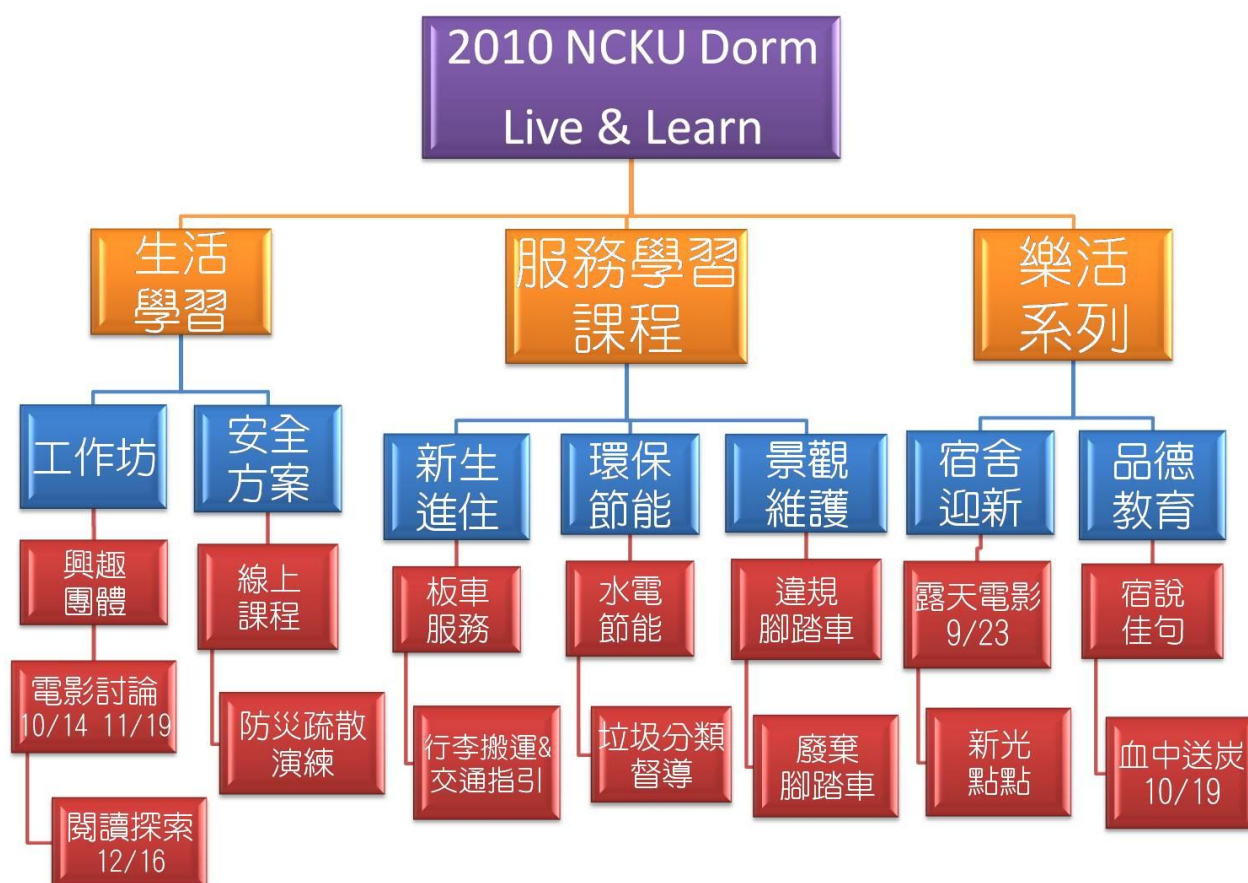 2010 NCKU Dorm
Live & Learn
生活
學習
服務學習
課程
樂活
系列
工作坊
安全
方案
新生
進住
環保
節能
景觀
維護
宿舍
迎新
品德
教育
興趣
團體
線上
課程
板車
服務
水電
節能
違規
腳踏車
露天電影
9/23
宿說
佳句
電影討論
10/14 11/19
防災疏散
演練
行李搬運&
交通指引
垃圾分類
督導
廢棄
腳踏車
新光
點點
血中送炭
10/19
閱讀探索
12/16